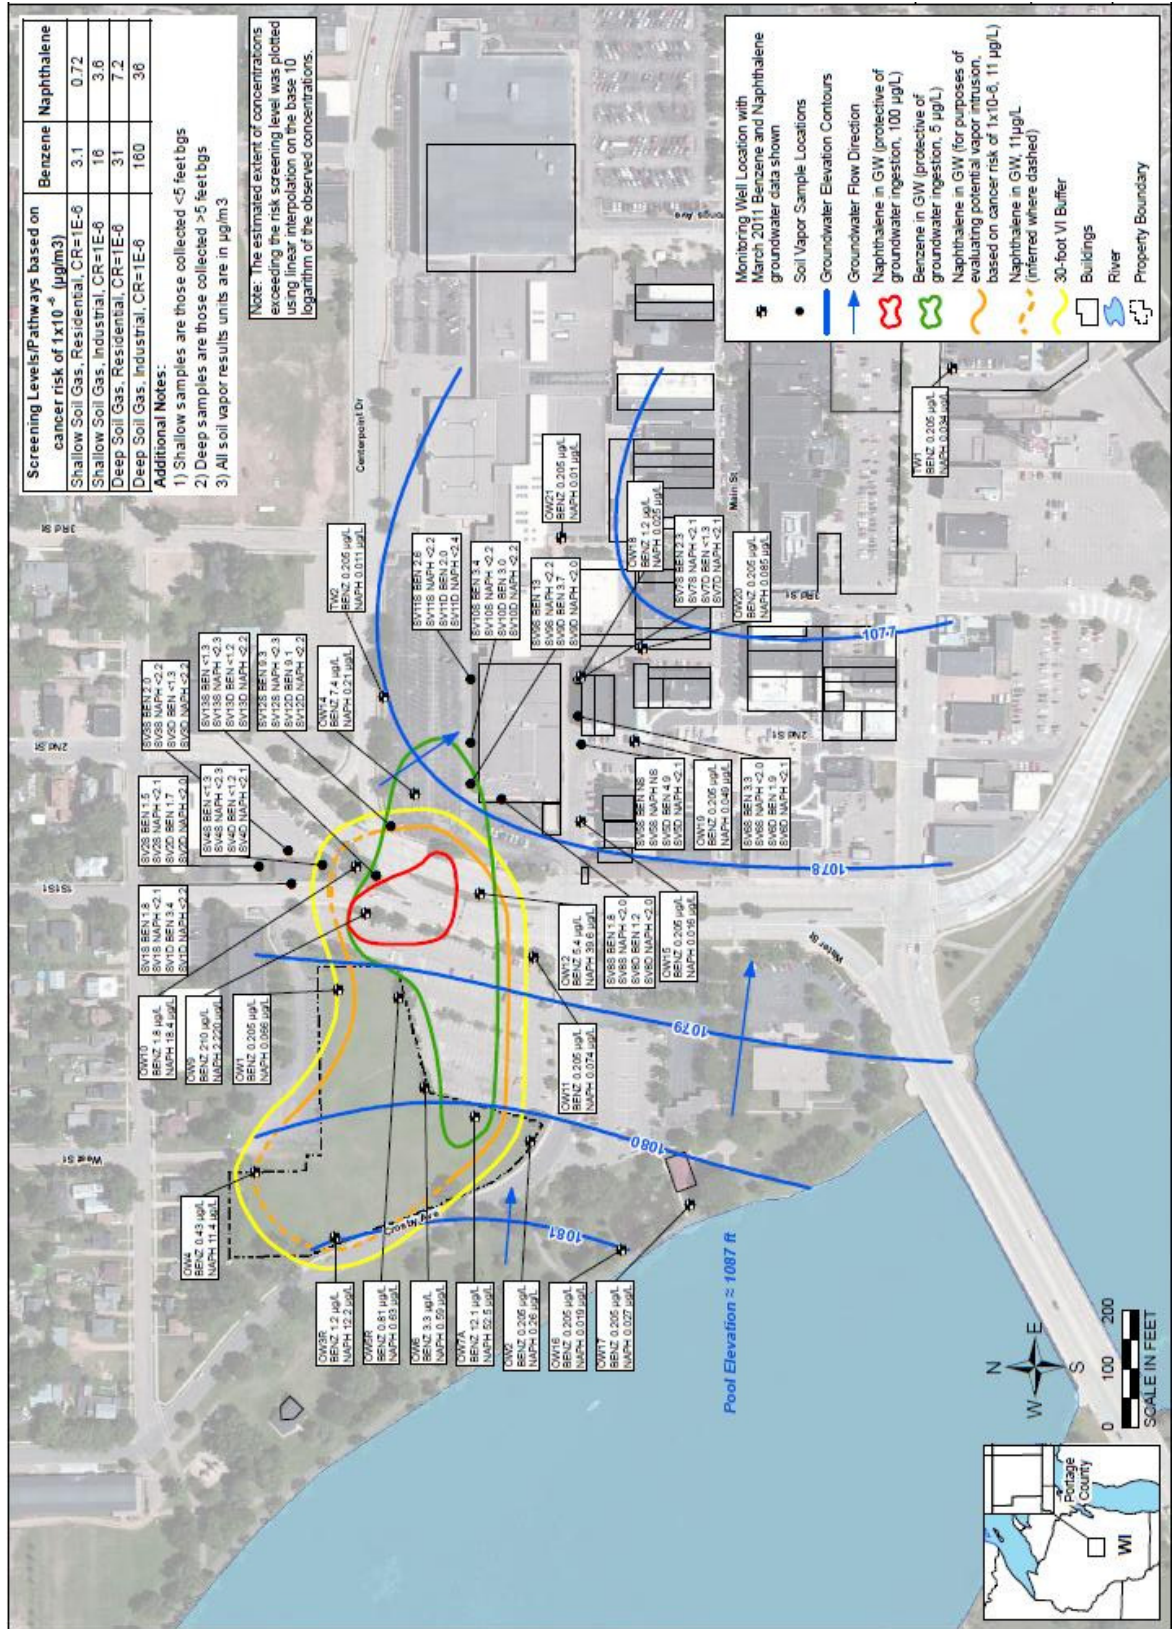 Screening Levels/Pathways based on cancer risk of 1x10⁻⁶ (µg/m3)
Benzene
Naphthalene
Shallow Soil Gas, Residential, CR=1E-6 3.1 0.72
Shallow Soil Gas, Industrial, CR=1E-6 16 3.6
Deep Soil Gas, Residential, CR=1E-6 31 7.2
Deep Soil Gas, Industrial, CR=1E-6 160 36
Additional Notes:
1) Shallow samples are those collected <5 feet bgs
2) Deep samples are those collected >5 feet bgs
3) All soil vapor results units are in µg/m3
Note: The estimated extent of concentrations
exceeding the risk screening level was plotted
using linear interpolation on the base 10
logarithm of the observed concentrations.
Monitoring Well Location with
March 2011 Benzene and Naphthalene
groundwater data shown
Soil Vapor Sample Locations
Groundwater Elevation Contours
Groundwater Flow Direction
Naphthalene in GW (protective of
groundwater ingestion, 100 µg/L)
Benzene in GW (protective of
groundwater ingestion, 5 µg/L)
Naphthalene in GW (for purposes of
evaluating potential vapor intrusion,
based on cancer risk of 1x10-6, 11 µg/L)
Naphthalene in GW, 11µg/L
(inferred where dashed)
30-foot VI Buffer
Buildings
River
Property Boundary
OW4
BENZ 0.43 µg/L
NAPH 11.4 µg/L
OW10
BENZ 1.8 µg/L
NAPH 18.4 µg/L
OW9
BENZ 210 µg/L
NAPH 2,220 µg/L
OW1
BENZ 0.205 µg/L
NAPH 0.066 µg/L
SV1S BEN 1.8
SV1S NAPH <2.1
SV1D BEN 3.4
SV1D NAPH <2.2
SV2S BEN 1.5
SV2S NAPH <2.1
SV2D BEN 1.7
SV2D NAPH <2.0
SV3S BEN 2.0
SV3S NAPH <2.2
SV3D BEN <1.3
SV3D NAPH <2.2
SV4S BEN <1.3
SV4S NAPH <2.3
SV4D BEN <1.2
SV4D NAPH <2.1
SV13S BEN <1.3
SV13S NAPH <2.3
SV13D BEN <1.2
SV13D NAPH <2.2
SV12S BEN 9.3
SV12S NAPH <2.2
SV12D BEN 9.1
SV12D NAPH <2.2
OW14
BENZ 7.4 µg/L
NAPH 0.21 µg/L
TW2
BENZ 0.205 µg/L
NAPH 0.011 µg/L
SV11S BEN 2.6
SV11S NAPH <2.2
SV11D BEN 2.0
SV11D NAPH <2.4
SV10S BEN 3.4
SV10S NAPH <2.2
SV10D BEN 3.0
SV10D NAPH <2.2
SV9S BEN 13
SV9S NAPH <2.2
SV9D BEN 3.7
SV9D NAPH <2.0
OW21
BENZ 0.205 µg/L
NAPH 0.01 µg/L
OW18
BENZ 1.2 µg/L
NAPH 0.025 µg/L
SV7S BEN 2.3
SV7S NAPH <2.1
SV7D BEN <1.3
SV7D NAPH <2.1
OW20
BENZ 0.205 µg/L
NAPH 0.085 µg/L
TW1
BENZ 0.205 µg/L
NAPH 0.034 µg/L
OW3R
BENZ 1.2 µg/L
NAPH 12.2 µg/L
OW5R
BENZ 0.81 µg/L
NAPH 0.63 µg/L
OW6
BENZ 3.3 µg/L
NAPH 0.59 µg/L
OW7A
BENZ 12.1 µg/L
NAPH 52.5 µg/L
OW2
BENZ 0.205 µg/L
NAPH 0.26 µg/L
OW16
BENZ 0.205 µg/L
NAPH 0.019 µg/L
OW17
BENZ 0.205 µg/L
NAPH 0.027 µg/L
OW11
BENZ 0.205 µg/L
NAPH 0.074 µg/L
OW12
BENZ 5.4 µg/L
NAPH 39.6 µg/L
SV8S BEN 1.8
SV8S NAPH <2.0
SV8D BEN 1.2
SV8D NAPH <2.0
OW15
BENZ 0.205 µg/L
NAPH 0.016 µg/L
SV5S BEN NS
SV5S NAPH NS
SV5D BEN 4.9
SV5D NAPH <2.1
OW19
BENZ 0.205 µg/L
NAPH 0.049 µg/L
SV6S BEN 3.3
SV6S NAPH <2.0
SV6D BEN 1.9
SV6D NAPH <2.1
West St
1St St
2Nd St
3Rd St
Centerpoint Dr
Crosby Ave
Main St
2Nd St
3Rd St
Water St
1081
1080
1079
1078
1077
Pool Elevation ≈ 1087 ft
N
W
E
S
0 100 200
SCALE IN FEET
Portage
County
WI